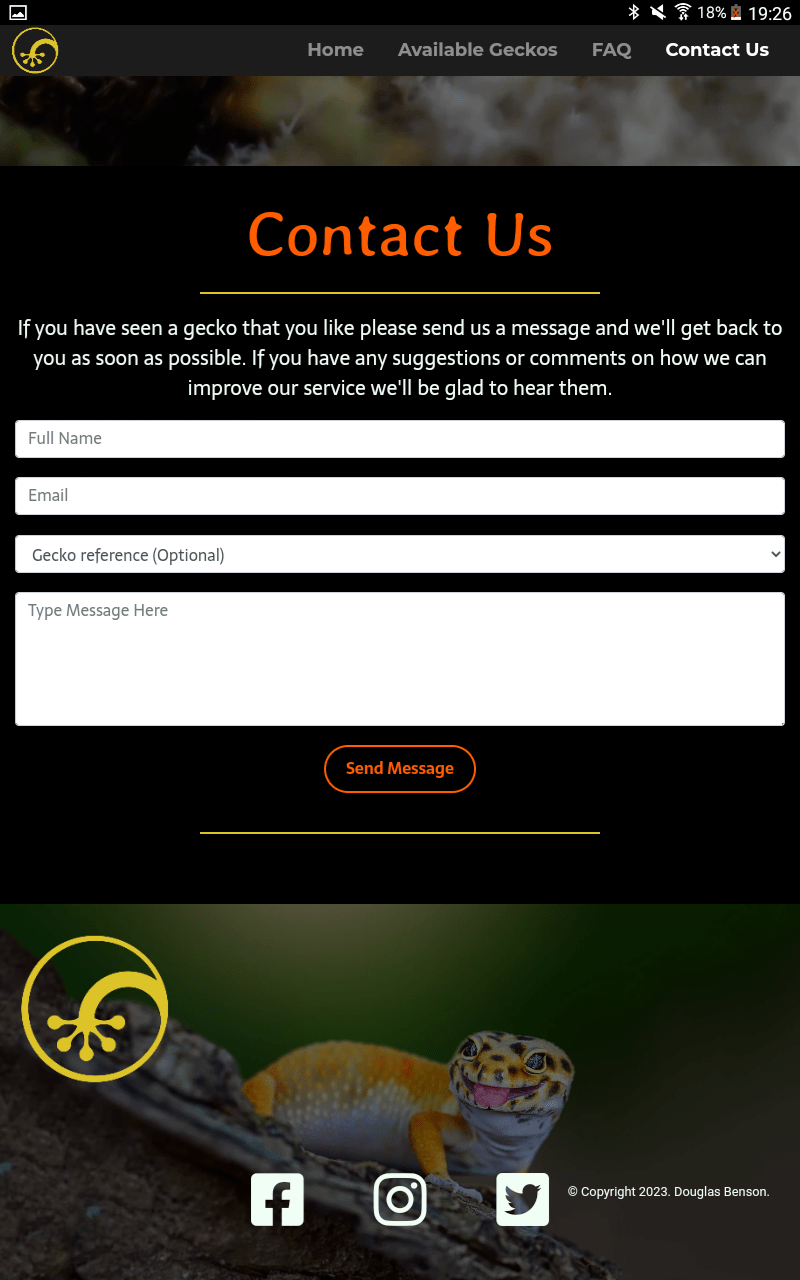 18% 19:26
Home Available Geckos FAQ Contact Us
Contact Us
If you have seen a gecko that you like please send us a message and we'll get back to
you as soon as possible. If you have any suggestions or comments on how we can
improve our service we'll be glad to hear them.
Full Name
Email
Gecko reference (Optional)
Type Message Here
Send Message
© Copyright 2023. Douglas Benson.